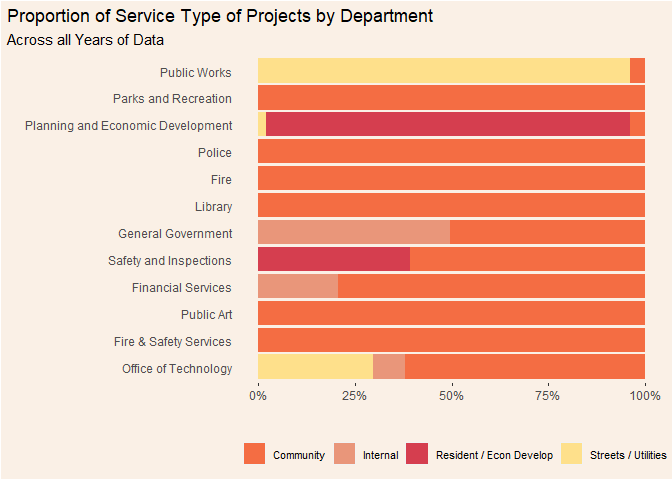 Proportion of Service Type of Projects by Department
Across all Years of Data
Public Works
Parks and Recreation
Planning and Economic Development
Police
Fire
Library
General Government
Safety and Inspections
Financial Services
Public Art
Fire & Safety Services
Office of Technology
0% 25% 50% 75% 100%
Community Internal Resident / Econ Develop Streets / Utilities